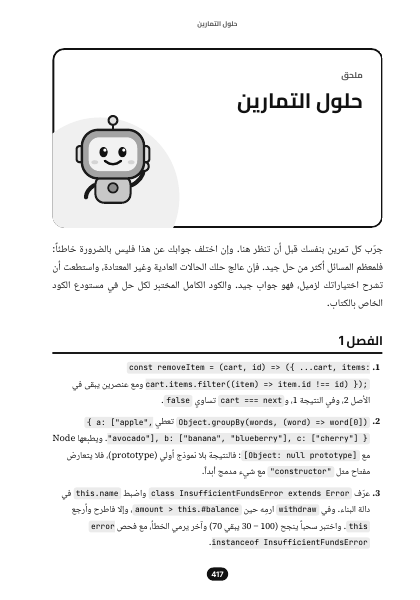 حلول التمارين
ملحق
حلول التمارين
جرّب كل تمرين بنفسك قبل أن تنظر هنا. وإن اختلف جوابك عن هذا فليس بالضرورة خاطئًا:
فلمعظم المسائل أكثر من حل جيد. فإن عالج حلك الحالات العادية وغير المعتادة، واستطعت أن
تشرح اختياراتك لزميل، فهو جواب جيد. والكود الكامل المختبر لكل حل في مستودع الكود
الخاص بالكتاب.
الفصل 1
1. const removeItem = (cart, id) => ({ ...cart, items:
cart.items.filter((item) => item.id !== id) }); ومع عنصرين يبقى في
الأصل 2، وفي النتيجة 1، و cart === next تساوي false.
2. Object.groupBy(words, (word) => word[0]) تعطي { a: ["apple",
"avocado"], b: ["banana", "blueberry"], c: ["cherry"] }. ويطبعها Node
مع [Object: null prototype]: فالنتيجة بلا نموذج أولي (prototype)، فلا يتعارض
مفتاح مثل "constructor" مع شيء مدمج أبدًا.
3. عرّف class InsufficientFundsError extends Error واضبط this.name في
دالة البناء. وفي withdraw ارمِه حين amount > this.#balance، وإلا فاطرح وأرجع
this. واختبر سحباً ينجح (100 − 30 يبقي 70) وآخر يرمي الخطأ، مع فحص error
instanceof InsufficientFundsError.
417